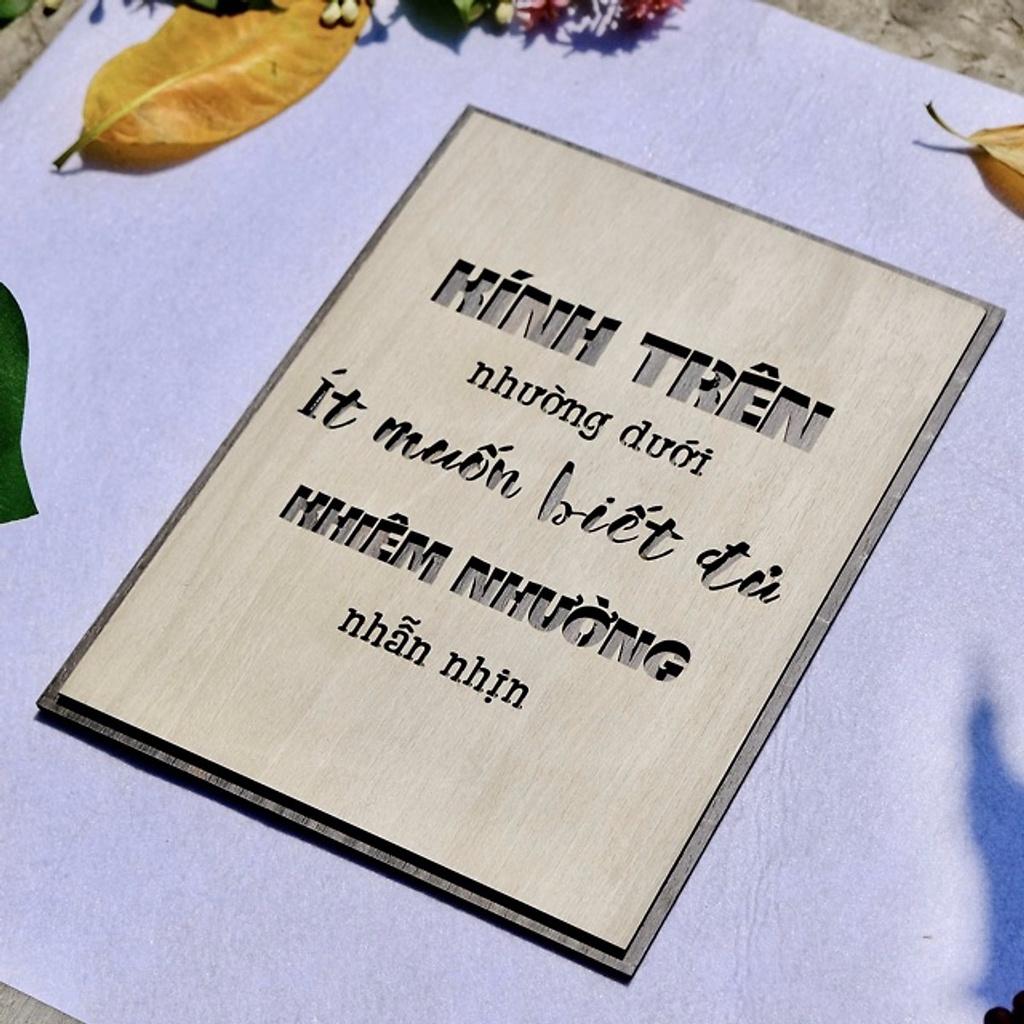 KÍNH TRÊN
nhường dưới
Ít muốn biết đủ
KHIÊM NHƯỜNG
nhẫn nhịn